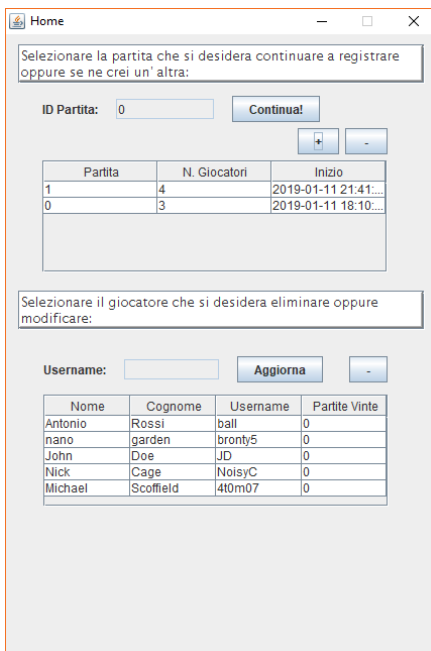 Home
Selezionare la partita che si desidera continuare a registrare
oppure se ne crei un' altra:
ID Partita: 0 Continua!
+ -
Partita N. Giocatori Inizio
1 4 2019-01-11 21:41:...
0 3 2019-01-11 18:10:...
Selezionare il giocatore che si desidera eliminare oppure
modificare:
Username: Aggiorna -
Nome Cognome Username Partite Vinte
Antonio Rossi ball 0
nano garden bronty5 0
John Doe JD 0
Nick Cage NoisyC 0
Michael Scoffield 4t0m07 0